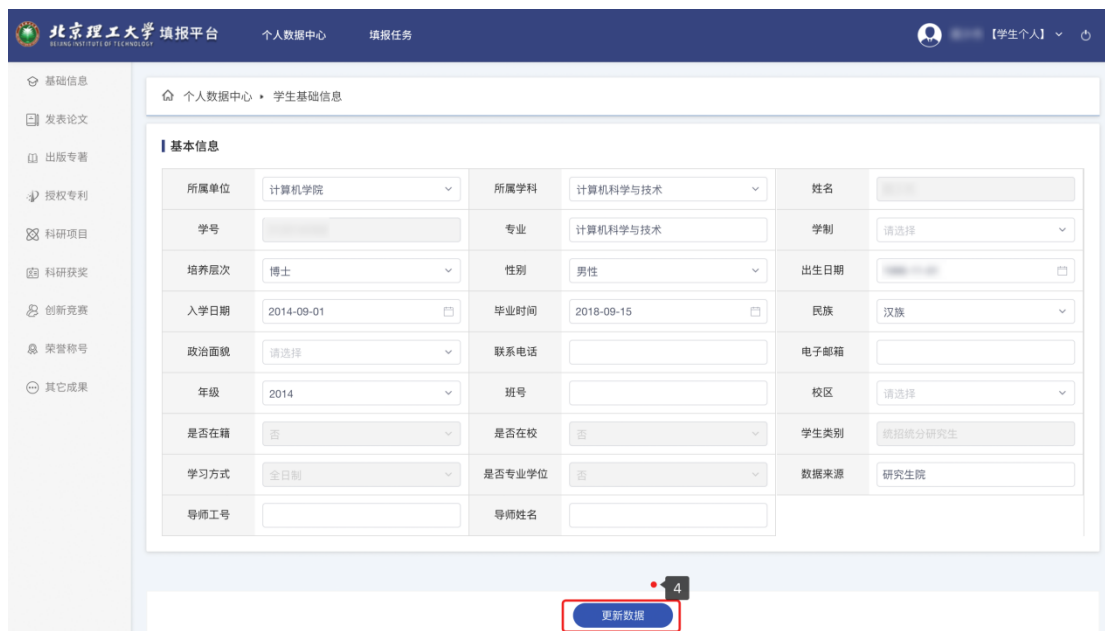 北京理工大学 填报平台 个人数据中心 填报任务 【学生个人】
BEIJING INSTITUTE OF TECHNOLOGY
基础信息
发表论文
出版专著
授权专利
科研项目
科研获奖
创新竞赛
荣誉称号
其它成果
个人数据中心 学生基础信息
基本信息
所属单位 计算机学院 所属学科 计算机科学与技术 姓名
学号 专业 计算机科学与技术 学制 请选择
培养层次 博士 性别 男性 出生日期
入学日期 2014-09-01 毕业时间 2018-09-15 民族 汉族
政治面貌 请选择 联系电话 电子邮箱
年级 2014 班号 校区 请选择
是否在籍 否 是否在校 否 学生类别 统招统分研究生
学习方式 全日制 是否专业学位 否 数据来源 研究生院
导师工号 导师姓名
4
更新数据